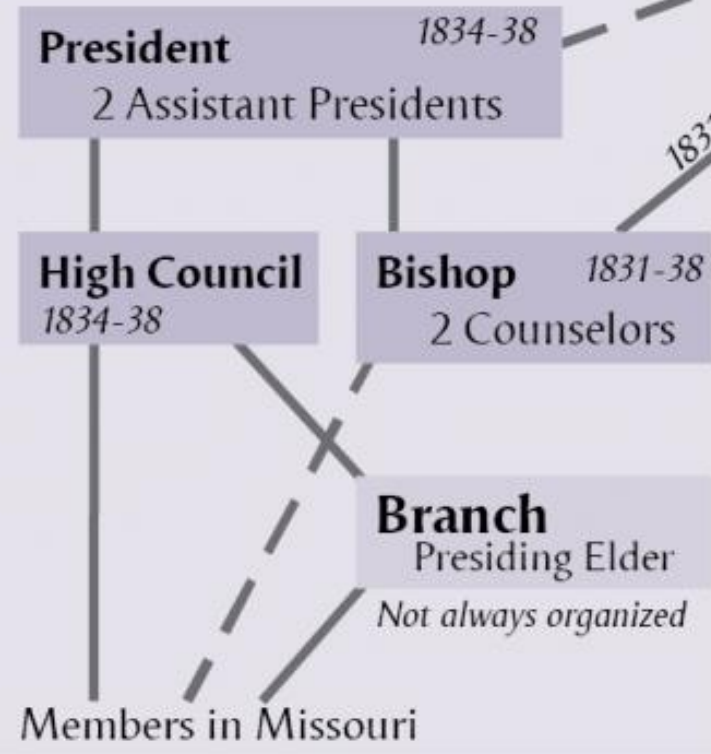 President 1834-38
2 Assistant Presidents
High Council
1834-38
Bishop 1831-38
2 Counselors
Branch
Presiding Elder
Not always organized
Members in Missouri